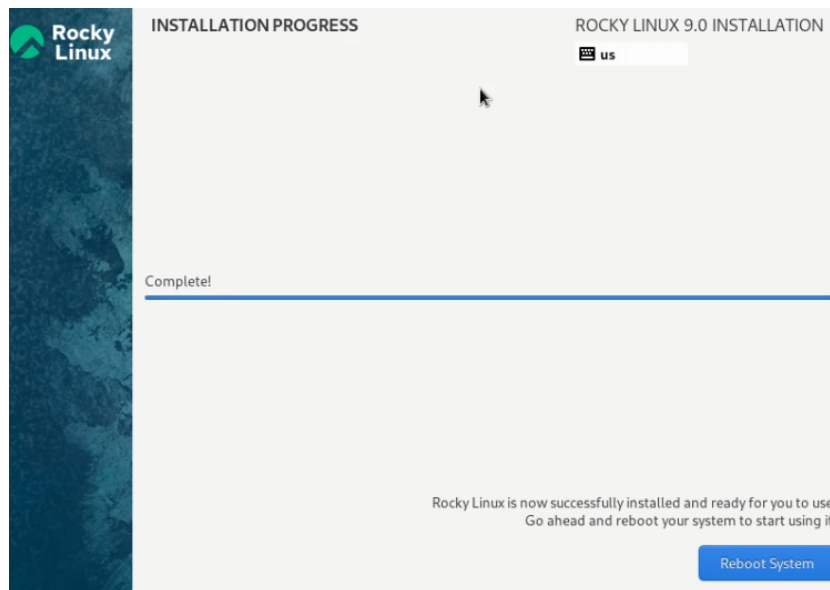 Rocky
Linux
INSTALLATION PROGRESS
ROCKY LINUX 9.0 INSTALLATION
us
Complete!
Rocky Linux is now successfully installed and ready for you to use
Go ahead and reboot your system to start using it
Reboot System